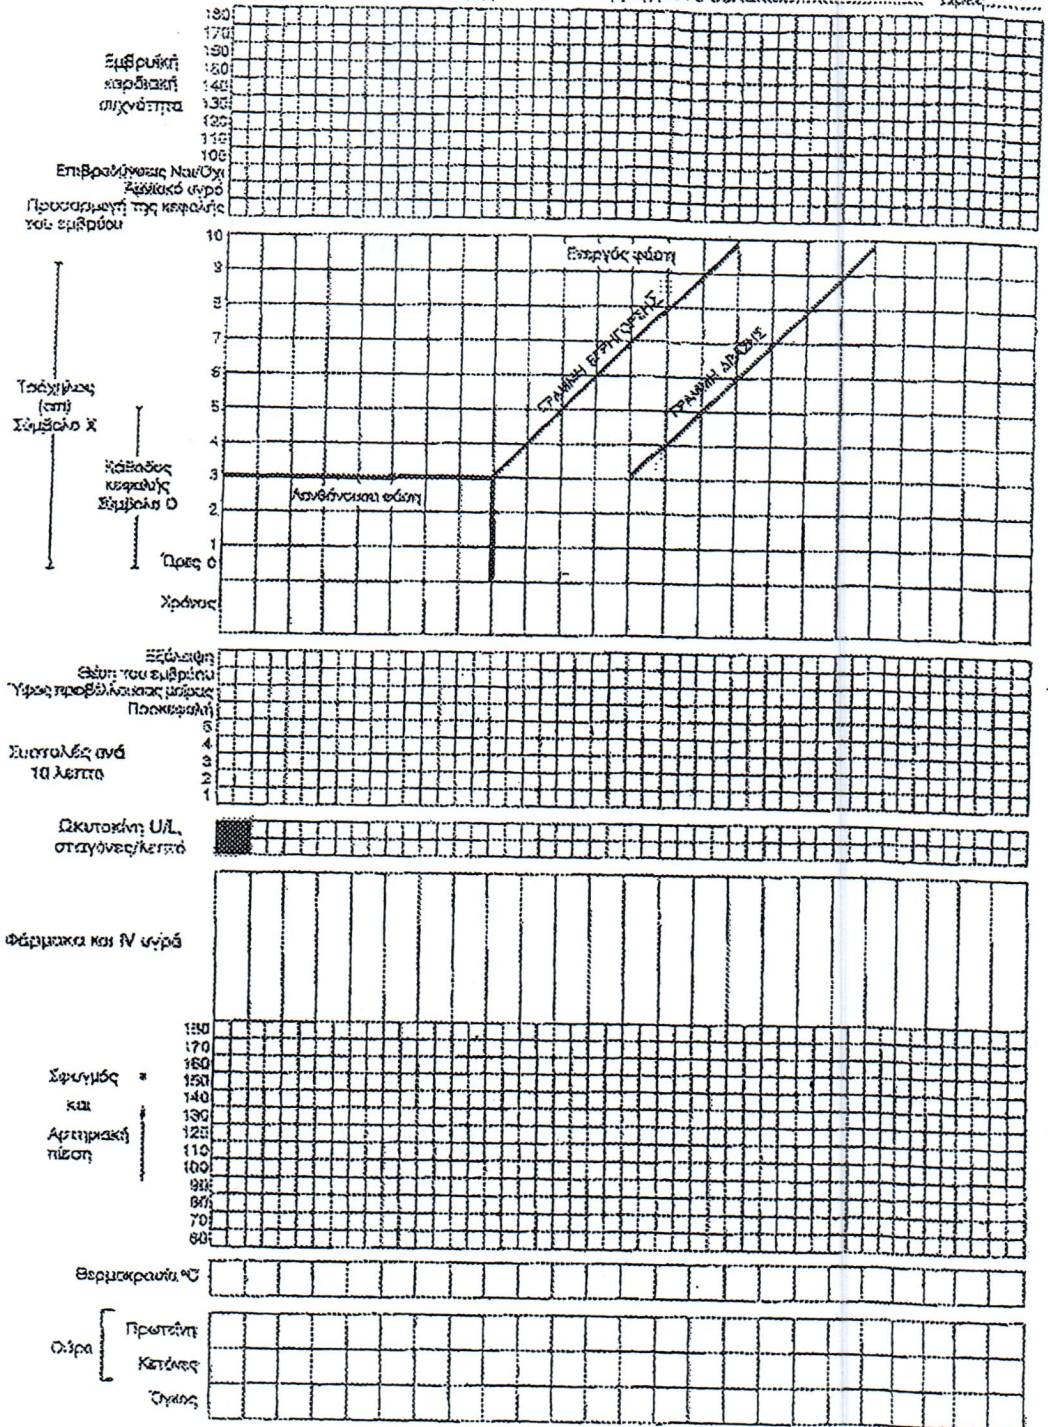 180
170
160
150
140
130
120
110
100
Εμβρυϊκή
καρδιακή
συχνότητα
Επιβραδύνσεις Ναι/Όχι
Αμνιακό υγρό
Προσαρμογή της κεφαλής
του εμβρύου
10
9
8
7
6
5
4
3
2
1
Ενεργός φάση
ΓΡΑΜΜΗ ΕΓΡΗΓΟΡΣΗΣ
ΓΡΑΜΜΗ ΔΡΑΣΗΣ
Τράχηλος
(cm)
Σύμβολο X
Κάθοδος
κεφαλής
Σύμβολο O
Λανθάνουσα φάση
Ώρες 0
Χρόνος
Εξάλειψη
Θέση του εμβρύου
Ύψος προβάλλουσας μοίρας
Προκεφαλή
5
4
3
2
1
Συστολές ανά
10 λεπτο
Ωκυτοκίνη U/L,
σταγόνες/λεπτό
Φάρμακα και IV υγρά
180
170
160
150
140
130
120
110
100
90
80
70
60
Σφυγμός
και
Αρτηριακή
πίεση
Θερμοκρασία °C
Ούρα
Πρωτεΐνη
Κετόνες
Όγκος